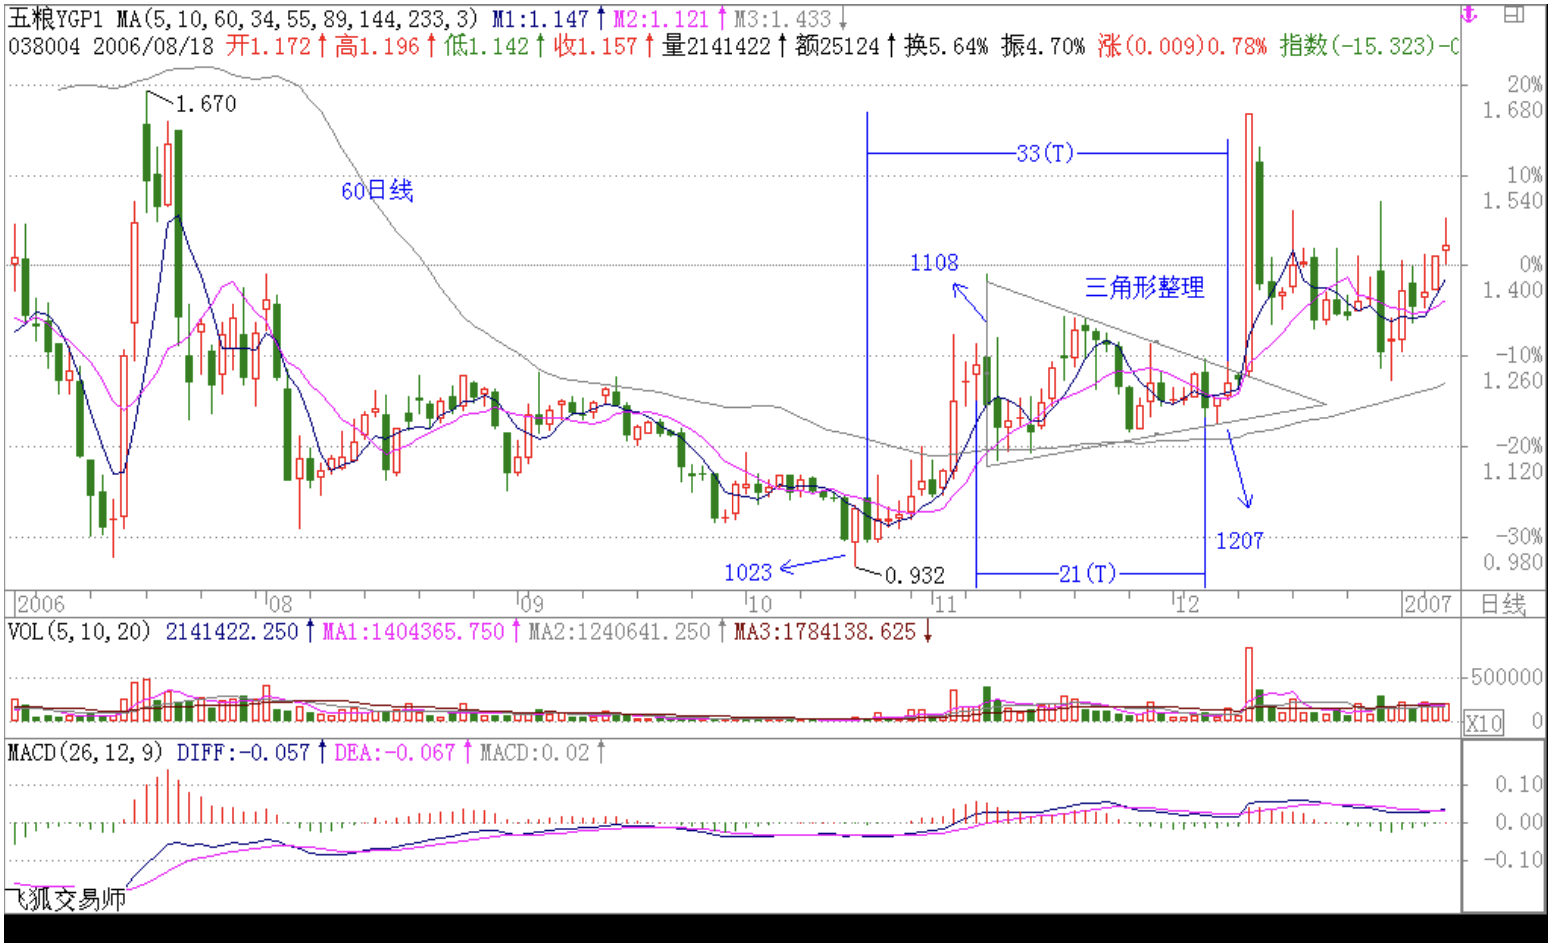 五粮YGP1 MA(5,10,60,34,55,89,144,233,3) M1:1.147↑ M2:1.121↑ M3:1.433↓
038004 2006/08/18 开1.172↑ 高1.196↑ 低1.142↑ 收1.157↑ 量2141422↑ 额25124↑ 换5.64% 振4.70% 涨(0.009)0.78% 指数(-15.323)-0
20%
1.670
1.680
33(T)
10%
60日线
1.540
1108
0%
三角形整理
1.400
-10%
1.260
-20%
1.120
-30%
1207
0.980
1023
0.932
21(T)
2006 08 09 10 11 12 2007 日线
VOL(5,10,20) 2141422.250↑ MA1:1404365.750↑ MA2:1240641.250↑ MA3:1784138.625↓
500000
X10 0
MACD(26,12,9) DIFF:-0.057↑ DEA:-0.067↑ MACD:0.02↑
0.10
0.00
-0.10
飞狐交易师